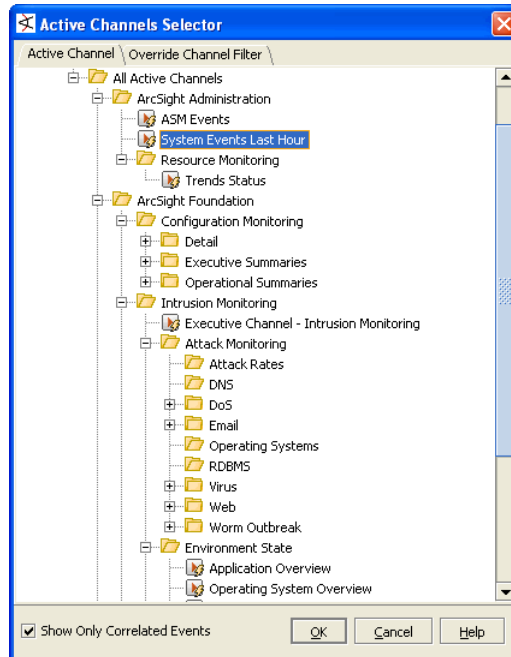 Active Channels Selector
Active Channel
Override Channel Filter
All Active Channels
ArcSight Administration
ASM Events
System Events Last Hour
Resource Monitoring
Trends Status
ArcSight Foundation
Configuration Monitoring
Detail
Executive Summaries
Operational Summaries
Intrusion Monitoring
Executive Channel - Intrusion Monitoring
Attack Monitoring
Attack Rates
DNS
DoS
Email
Operating Systems
RDBMS
Virus
Web
Worm Outbreak
Environment State
Application Overview
Operating System Overview
Show Only Correlated Events
OK
Cancel
Help